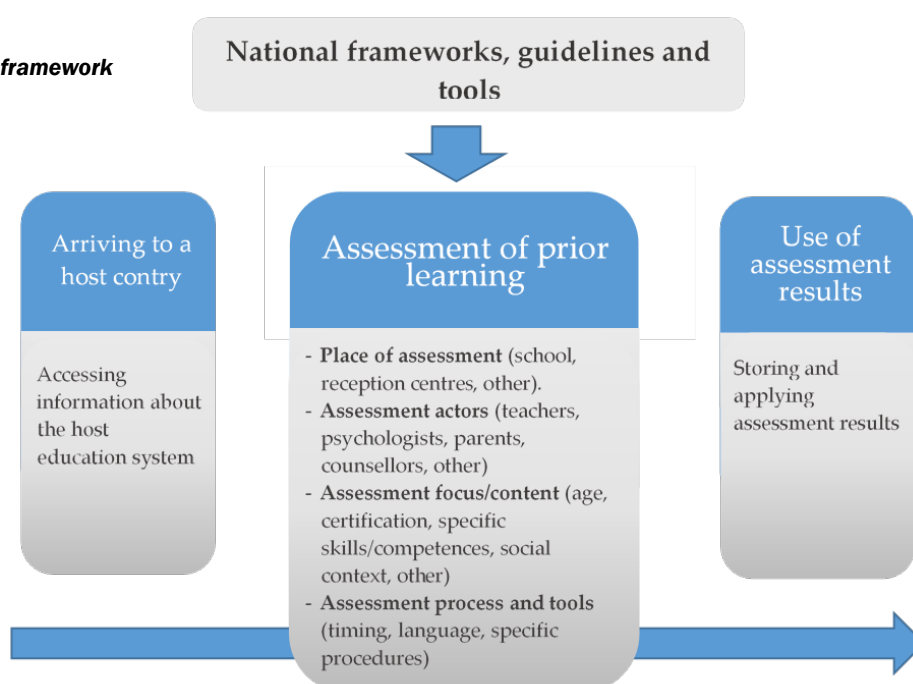 framework
National frameworks, guidelines and
tools
Arriving to a
host contry
Accessing
information about
the host
education system
Assessment of prior
learning
- Place of assessment (school,
reception centres, other).
- Assessment actors (teachers,
psychologists, parents,
counsellors, other)
- Assessment focus/content (age,
certification, specific
skills/competences, social
context, other)
- Assessment process and tools
(timing, language, specific
procedures)
Use of
assessment
results
Storing and
applying
assessment results